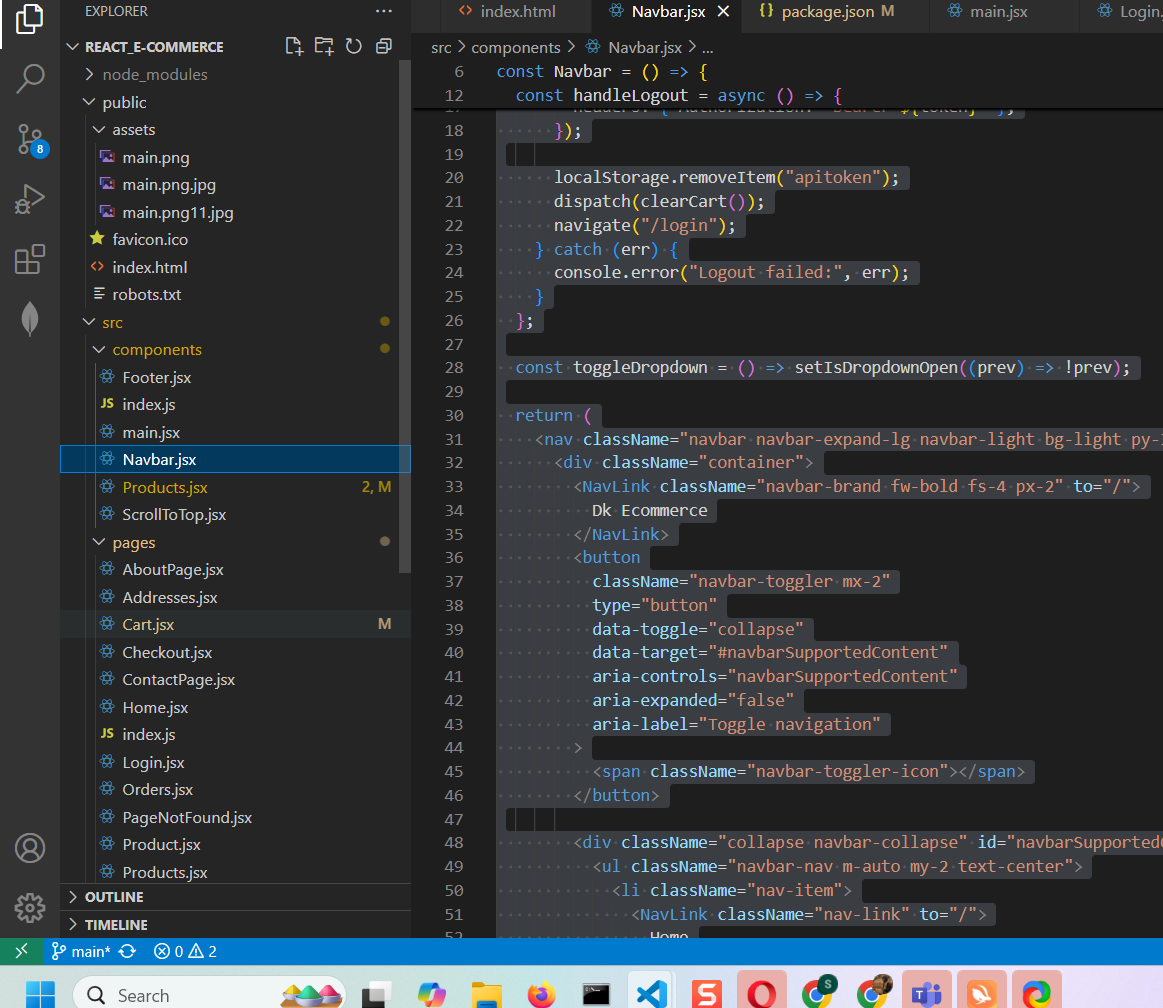 EXPLORER
REACT_E-COMMERCE
node_modules
public
assets
main.png
main.png.jpg
main.png11.jpg
favicon.ico
index.html
robots.txt
src
components
Footer.jsx
JS index.js
main.jsx
Navbar.jsx
Products.jsx 2, M
ScrollToTop.jsx
pages
AboutPage.jsx
Addresses.jsx
Cart.jsx M
Checkout.jsx
ContactPage.jsx
Home.jsx
JS index.js
Login.jsx
Orders.jsx
PageNotFound.jsx
Product.jsx
Products.jsx
OUTLINE
TIMELINE
8
index.html Navbar.jsx package.json M main.jsx Login.
src > components > Navbar.jsx > ...
6 const Navbar = () => {
12 const handleLogout = async () => {
18 });
19
20 localStorage.removeItem("apitoken");
21 dispatch(clearCart());
22 navigate("/login");
23 } catch (err) {
24 console.error("Logout failed:", err);
25 }
26 };
27
28 const toggleDropdown = () => setIsDropdownOpen((prev) => !prev);
29
30 return (
31 <nav className="navbar navbar-expand-lg navbar-light bg-light py-
32 <div className="container">
33 <NavLink className="navbar-brand fw-bold fs-4 px-2" to="/">
34 Dk Ecommerce
35 </NavLink>
36 <button
37 className="navbar-toggler mx-2"
38 type="button"
39 data-toggle="collapse"
40 data-target="#navbarSupportedContent"
41 aria-controls="navbarSupportedContent"
42 aria-expanded="false"
43 aria-label="Toggle navigation"
44 >
45 <span className="navbar-toggler-icon"></span>
46 </button>
47
48 <div className="collapse navbar-collapse" id="navbarSupported
49 <ul className="navbar-nav m-auto my-2 text-center">
50 <li className="nav-item">
51 <NavLink className="nav-link" to="/">
52 Home
main* 0 2
Search